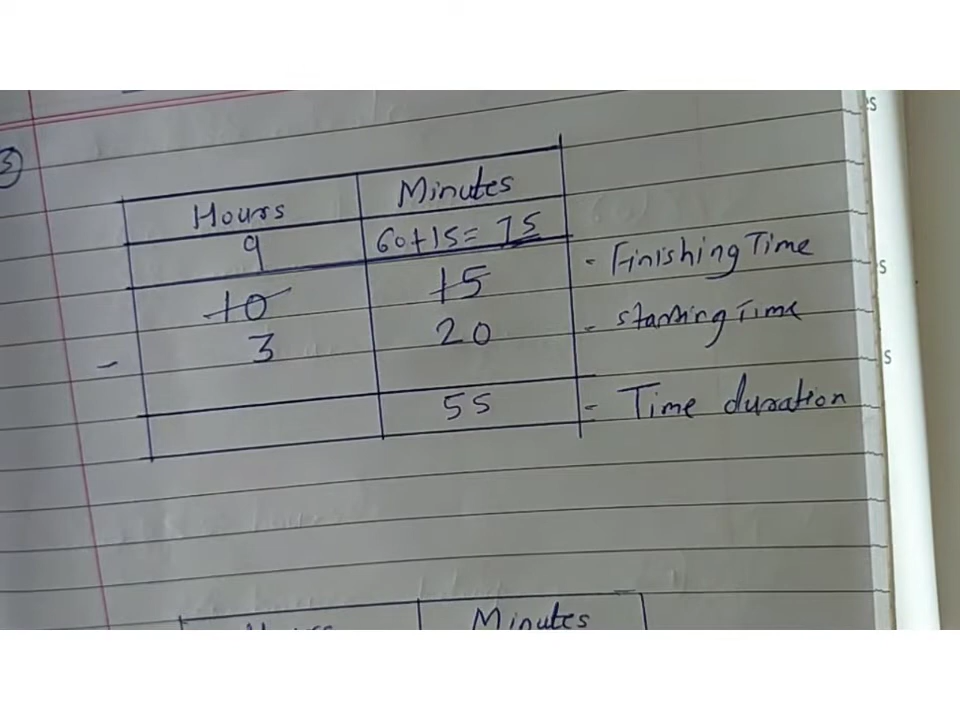 3
Hours Minutes
9 60+15= 75
10 15 - Finishing Time
- 3 20 - Starting Time
55 = Time duration
Minutes